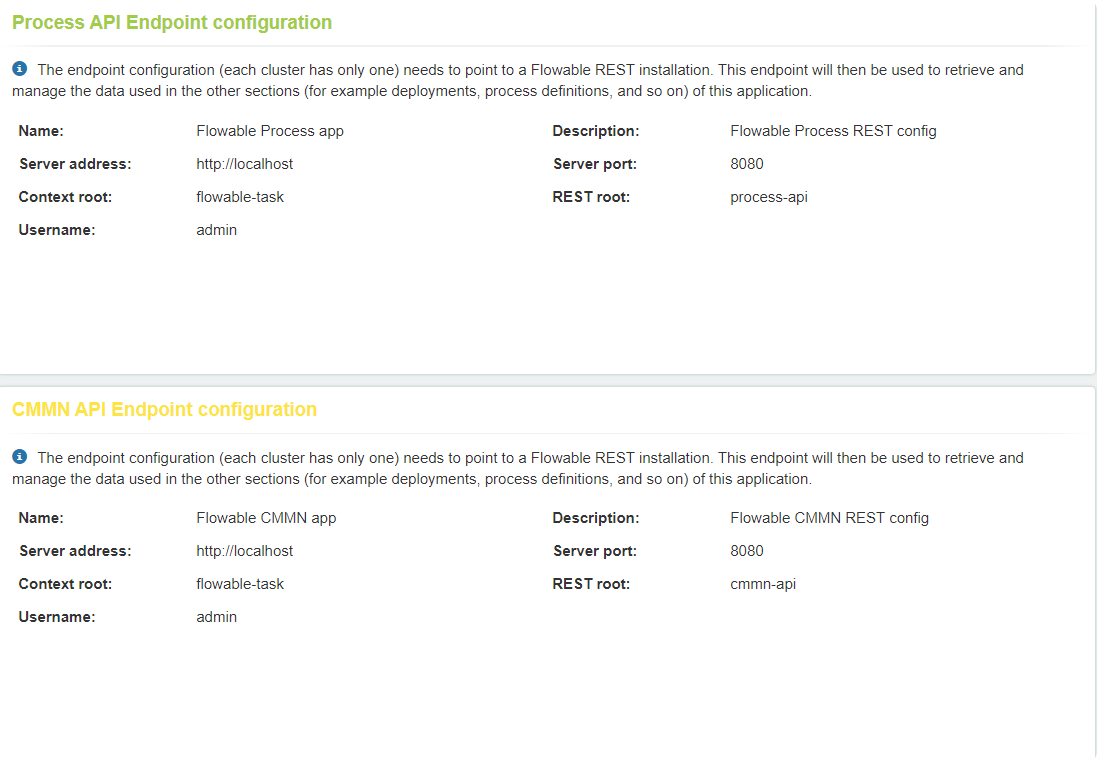 Process API Endpoint configuration
The endpoint configuration (each cluster has only one) needs to point to a Flowable REST installation. This endpoint will then be used to retrieve and
manage the data used in the other sections (for example deployments, process definitions, and so on) of this application.
Name: Flowable Process app Description: Flowable Process REST config
Server address: http://localhost Server port: 8080
Context root: flowable-task REST root: process-api
Username: admin
CMMN API Endpoint configuration
The endpoint configuration (each cluster has only one) needs to point to a Flowable REST installation. This endpoint will then be used to retrieve and
manage the data used in the other sections (for example deployments, process definitions, and so on) of this application.
Name: Flowable CMMN app Description: Flowable CMMN REST config
Server address: http://localhost Server port: 8080
Context root: flowable-task REST root: cmmn-api
Username: admin